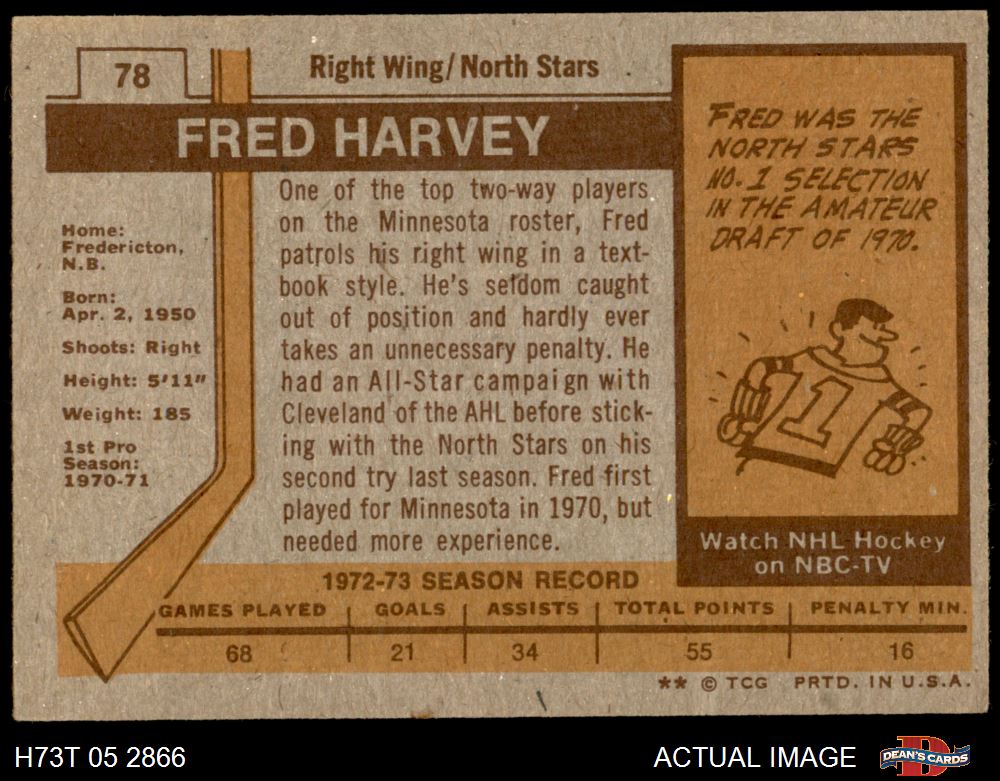 78
Right Wing/North Stars
FRED HARVEY
Home:
Fredericton,
N.B.
Born:
Apr. 2, 1950
Shoots: Right
Height: 5'11"
Weight: 185
1st Pro
Season:
1970-71
One of the top two-way players
on the Minnesota roster, Fred
patrols his right wing in a text-
book style. He's seldom caught
out of position and hardly ever
takes an unnecessary penalty. He
had an All-Star campaign with
Cleveland of the AHL before stick-
ing with the North Stars on his
second try last season. Fred first
played for Minnesota in 1970, but
needed more experience.
FRED WAS THE
NORTH STARS
NO. 1 SELECTION
IN THE AMATEUR
DRAFT OF 1970.
1
Watch NHL Hockey
on NBC-TV
1972-73 SEASON RECORD
GAMES PLAYED GOALS ASSISTS TOTAL POINTS PENALTY MIN.
68 21 34 55 16
** © TCG PRTD. IN U.S.A.
H73T 05 2866
ACTUAL IMAGE
D
DEAN'S CARDS